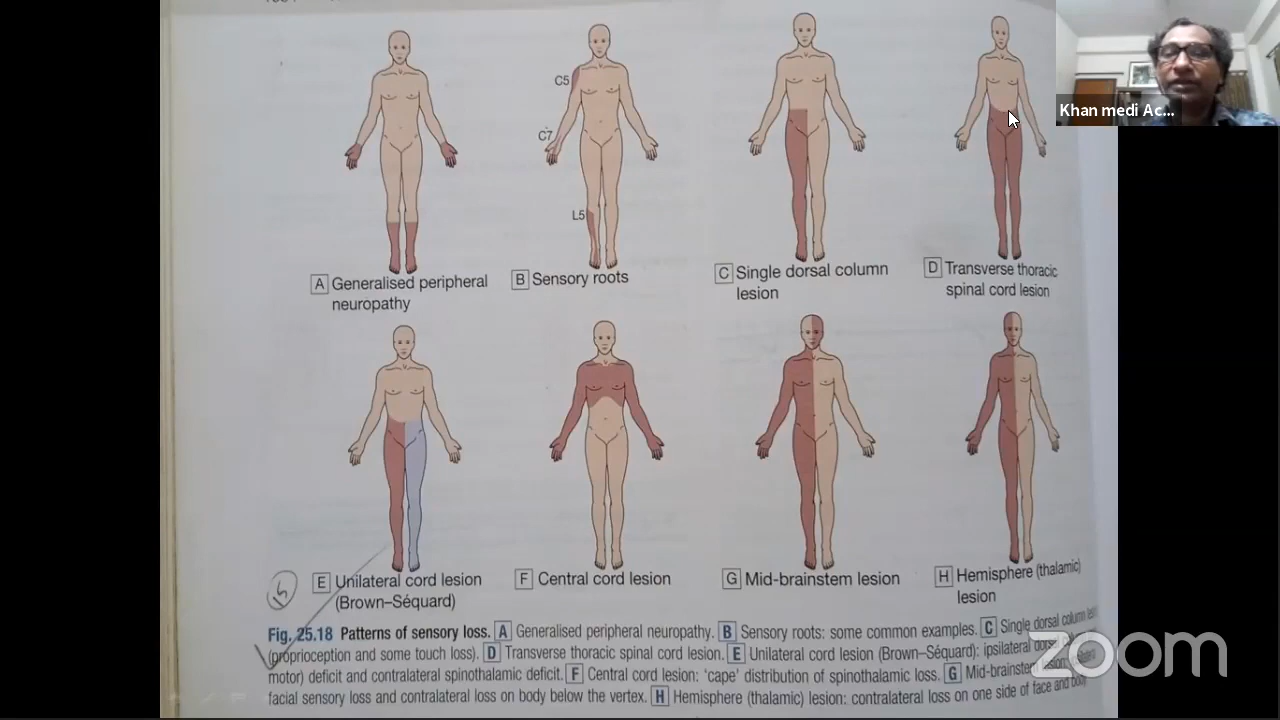 C5
C7
L5
Khan medi Ac...
A Generalised peripheral
neuropathy
B Sensory roots
C Single dorsal column
lesion
D Transverse thoracic
spinal cord lesion
E Unilateral cord lesion
(Brown–Séquard)
F Central cord lesion
G Mid-brainstem lesion
H Hemisphere (thalamic)
lesion
Fig. 25.18 Patterns of sensory loss. A Generalised peripheral neuropathy. B Sensory roots: some common examples. C Single dorsal column
(proprioception and some touch loss). D Transverse thoracic spinal cord lesion. E Unilateral cord lesion (Brown–Séquard): ipsilateral
motor) deficit and contralateral spinothalamic deficit. F Central cord lesion: 'cape' distribution of spinothalamic loss. G Mid-brainstem
facial sensory loss and contralateral loss on body below the vertex. H Hemisphere (thalamic) lesion: contralateral loss on one side of face and body
zoom